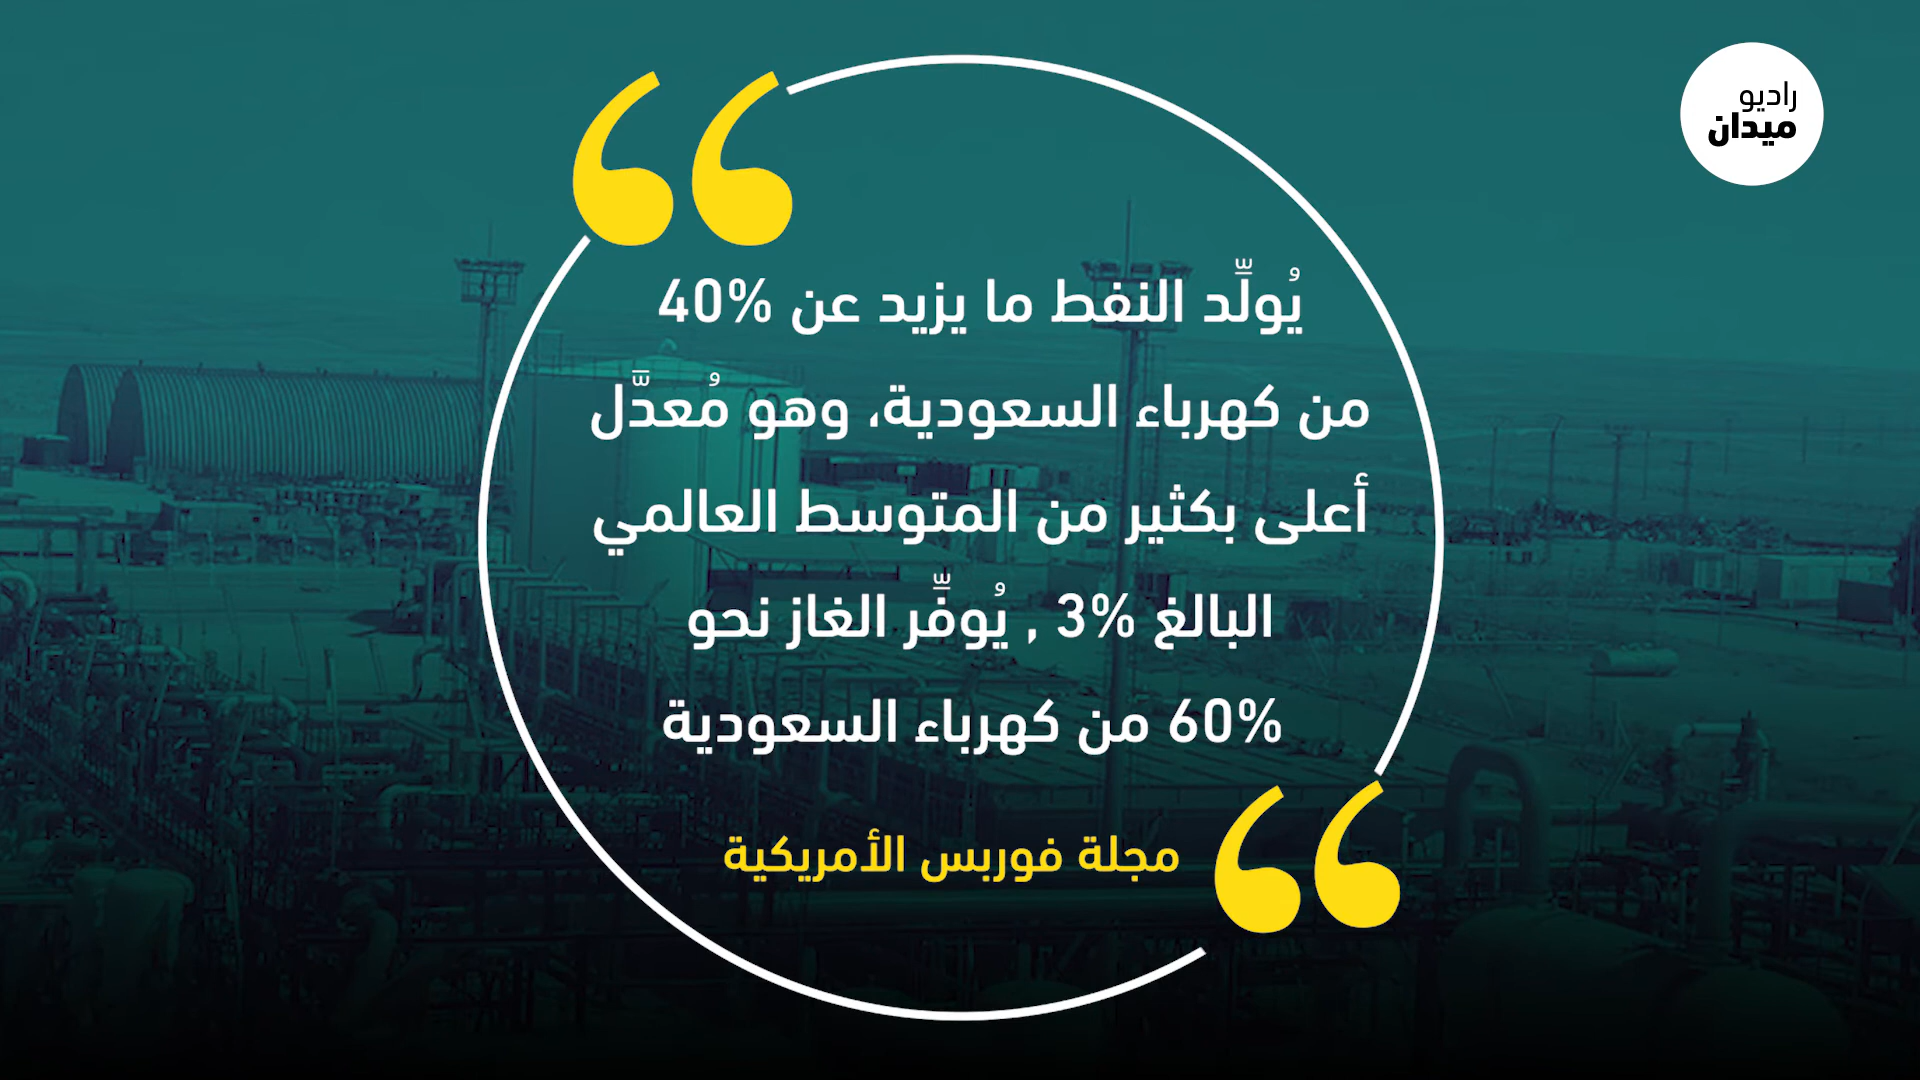 راديو
ميدان
يُولِّد النفط ما يزيد عن 40%
من كهرباء السعودية، وهو مُعدَّل
أعلى بكثير من المتوسط العالمي
البالغ 3% , يُوفِّر الغاز نحو
60% من كهرباء السعودية
مجلة فوربس الأمريكية